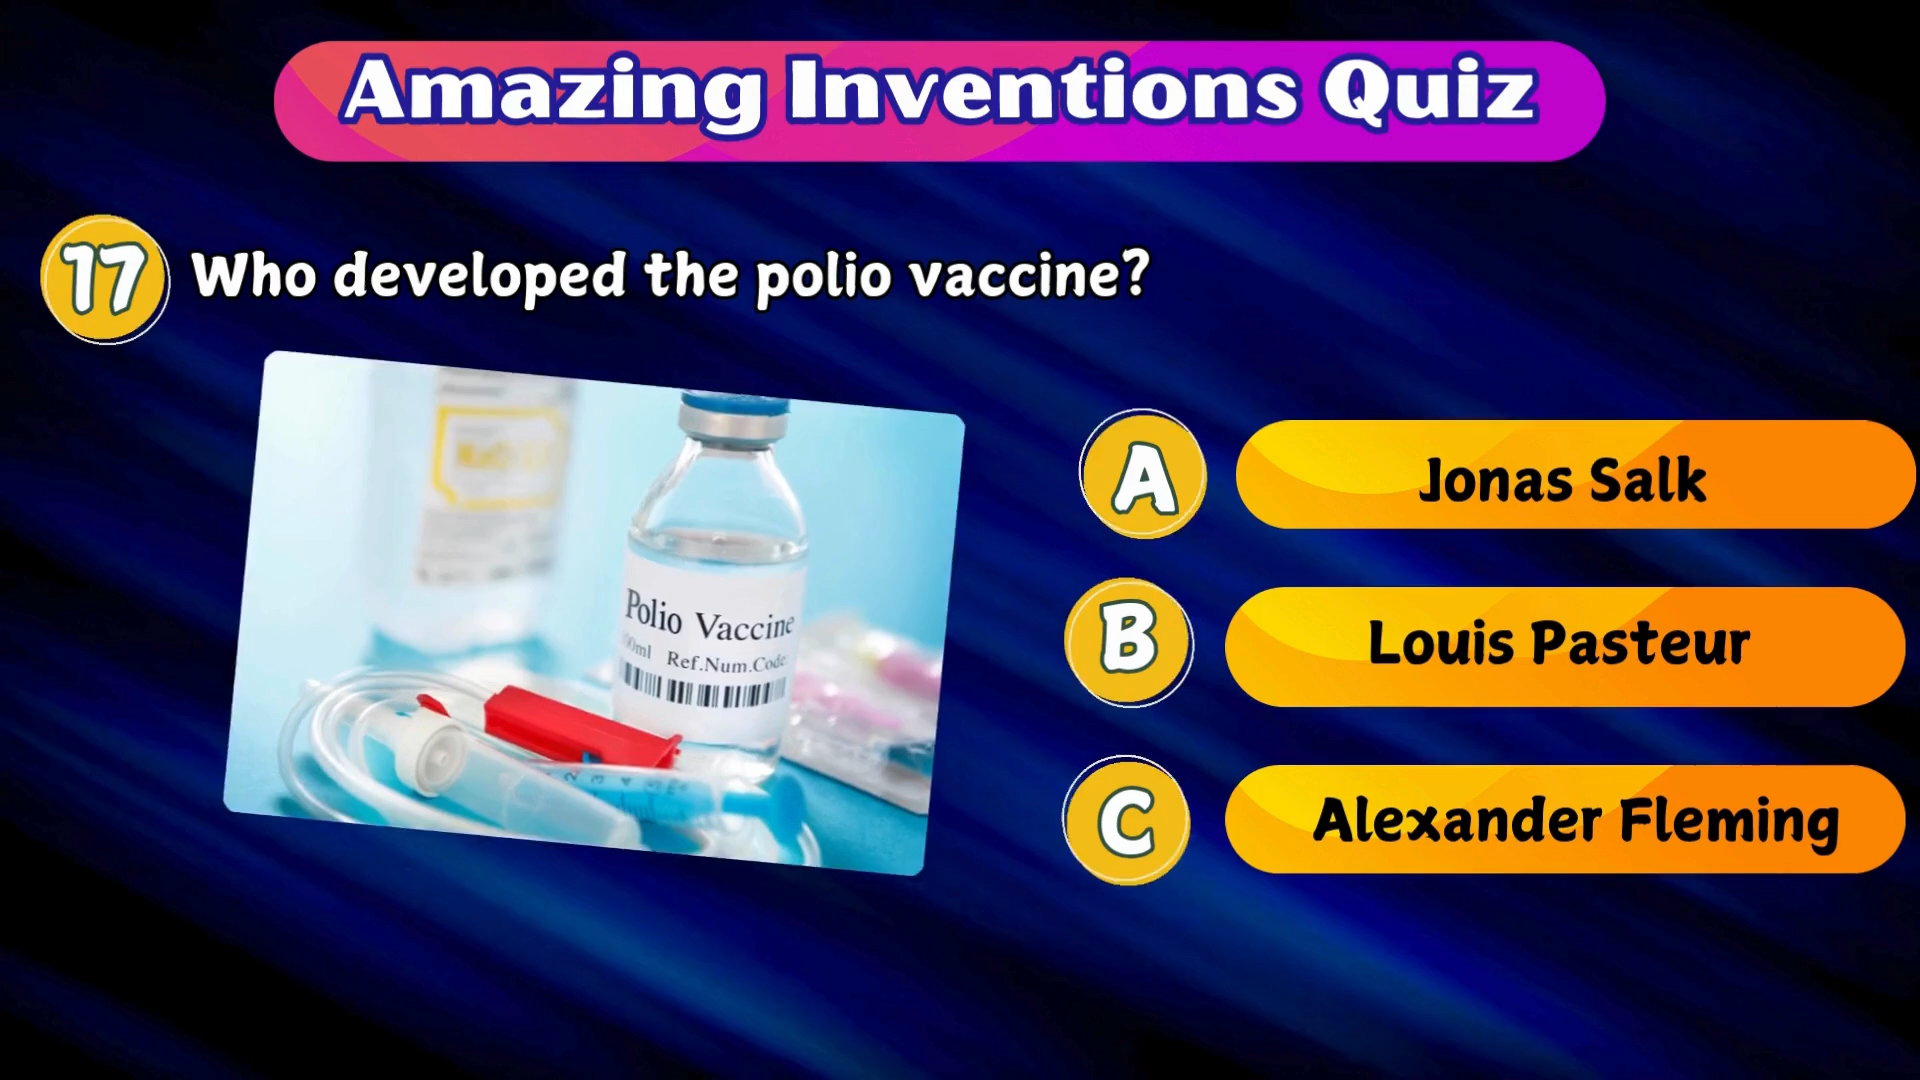 Amazing Inventions Quiz
17 Who developed the polio vaccine?
Polio Vaccine
Ref.Num.Code:
A Jonas Salk
B Louis Pasteur
C Alexander Fleming